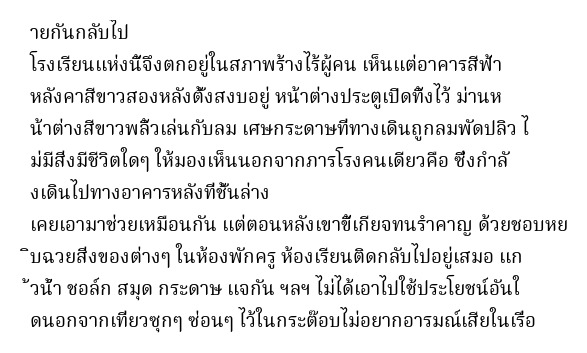 ายกันกลับไป
โรงเรียนแห่งนี้จึงตกอยู่ในสภาพร้างไร้ผู้คน เห็นแต่อาคารสีฟ้า
หลังคาสีขาวสองหลังตั้งสงบอยู่ หน้าต่างประตูเปิดทิ้งไว้ ม่านห
น้าต่างสีขาวพลิ้วเล่นกับลม เศษกระดาษที่ทางเดินถูกลมพัดปลิว ไ
ม่มีสิ่งมีชีวิตใดๆ ให้มองเห็นนอกจากภารโรงคนเดียวคือ ซึ่งกำลั
งเดินไปทางอาคารหลังที่ชั้นล่าง
เคยเอามาช่วยเหมือนกัน แต่ตอนหลังเขาขี้เกียจทนรำคาญ ด้วยชอบหย
ิบฉวยสิ่งของต่างๆ ในห้องพักครู ห้องเรียนติดกลับไปอยู่เสมอ แก
้วน้ำ ชอล์ก สมุด กระดาษ แจกัน ฯลฯ ไม่ได้เอาไปใช้ประโยชน์อันใ
ดนอกจากเที่ยวซุกๆ ซ่อนๆ ไว้ในกระต๊อบไม่อยากอารมณ์เสียในเรื่อ